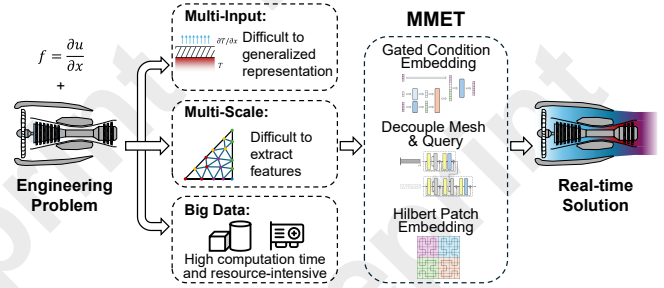 f = ∂u/∂x
+
Engineering
Problem
Multi-Input:
∂T/∂x
T
Difficult to
generalized
representation
Multi-Scale:
Difficult to
extract
features
Big Data:
High computation time
and resource-intensive
MMET
Gated Condition
Embedding
Decouple Mesh
& Query
Hilbert Patch
Embedding
Real-time
Solution